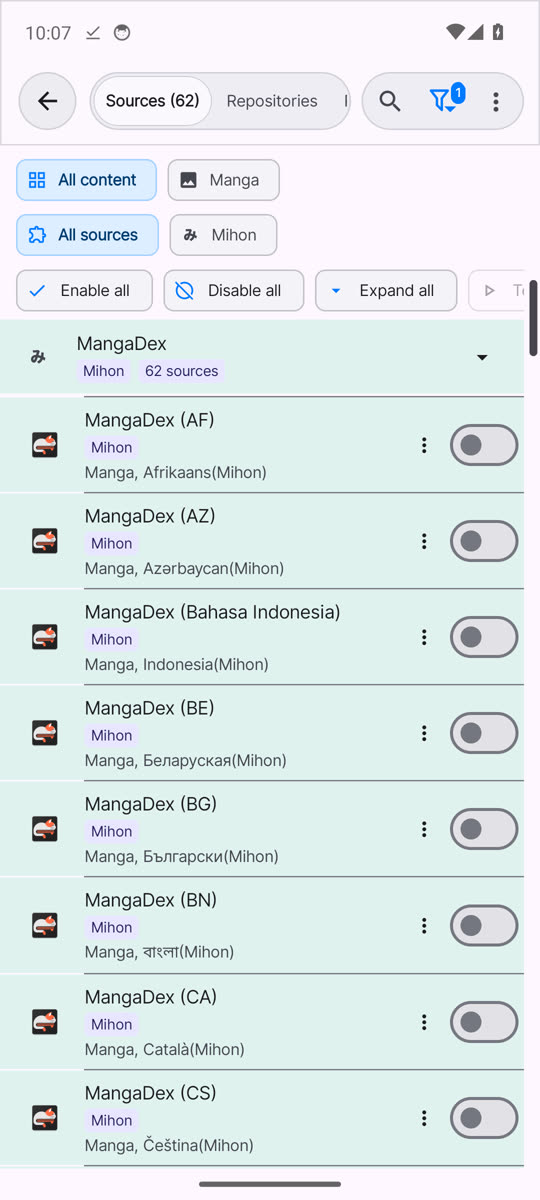 10:07
Sources (62)
Repositories
1
All content
Manga
All sources
み
Mihon
Enable all
Disable all
Expand all
み
MangaDex
Mihon
62 sources
MangaDex (AF)
Mihon
Manga, Afrikaans(Mihon)
MangaDex (AZ)
Mihon
Manga, Azərbaycan(Mihon)
MangaDex (Bahasa Indonesia)
Mihon
Manga, Indonesia(Mihon)
MangaDex (BE)
Mihon
Manga, Беларуская(Mihon)
MangaDex (BG)
Mihon
Manga, Български(Mihon)
MangaDex (BN)
Mihon
Manga, বাংলা(Mihon)
MangaDex (CA)
Mihon
Manga, Català(Mihon)
MangaDex (CS)
Mihon
Manga, Čeština(Mihon)